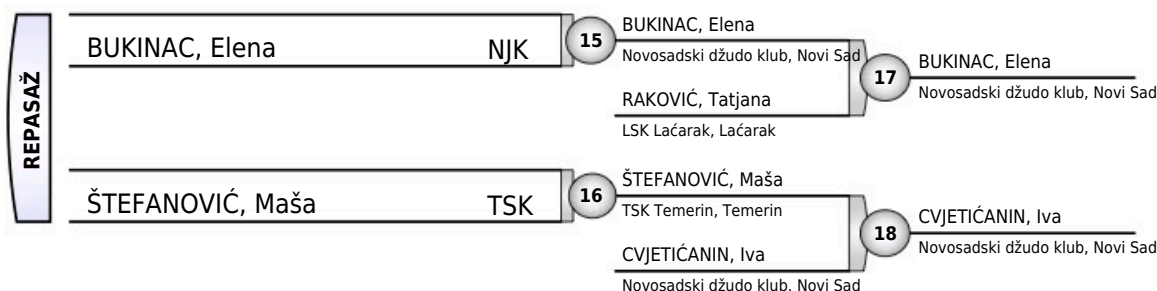 REPASAŽ
BUKINAC, Elena NJK
15
BUKINAC, Elena
Novosadski džudo klub, Novi Sad
RAKOVIĆ, Tatjana
LSK Laćarak, Laćarak
17
BUKINAC, Elena
Novosadski džudo klub, Novi Sad
ŠTEFANOVIĆ, Maša TSK
16
ŠTEFANOVIĆ, Maša
TSK Temerin, Temerin
CVJETIĆANIN, Iva
Novosadski džudo klub, Novi Sad
18
CVJETIĆANIN, Iva
Novosadski džudo klub, Novi Sad